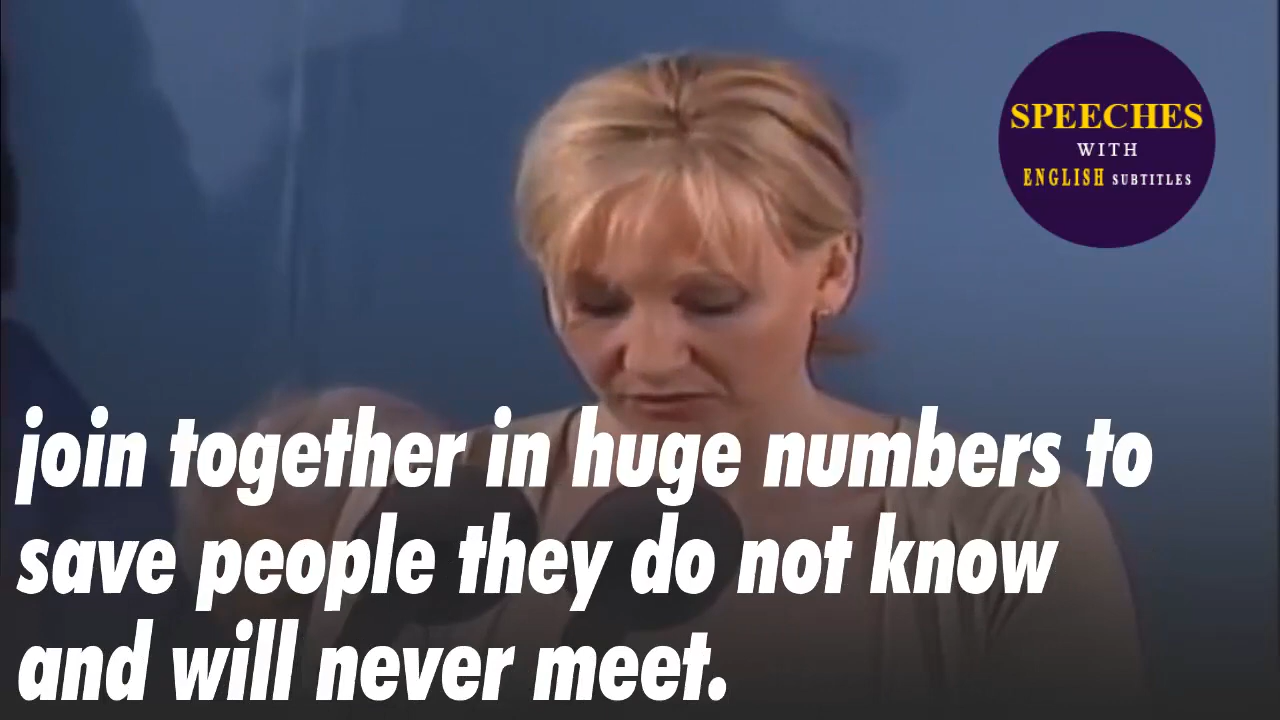 SPEECHES
WITH
ENGLISH SUBTITLES
join together in huge numbers to
save people they do not know
and will never meet.